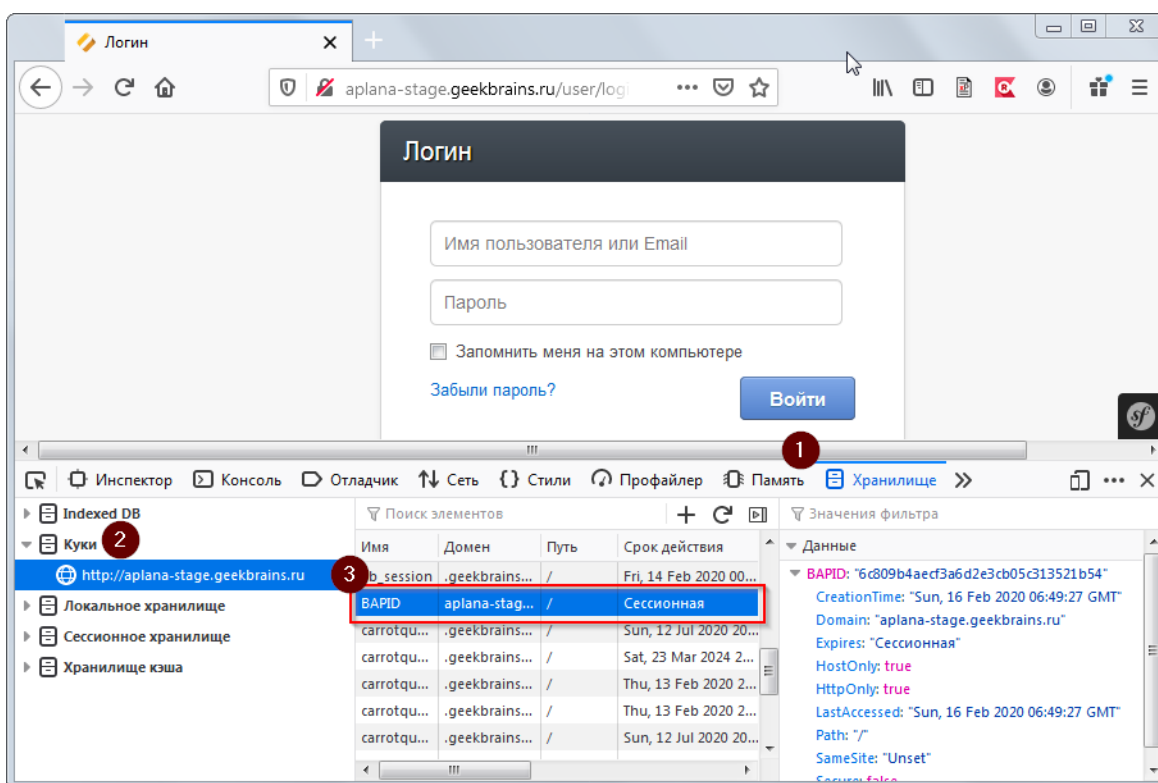 Логин
aplana-stage.geekbrains.ru/user/logi
Логин
Имя пользователя или Email
Пароль
Запомнить меня на этом компьютере
Забыли пароль?
Войти
sf
1
Инспектор Консоль Отладчик Сеть Стили Профайлер Память Хранилище
Indexed DB
Куки 2
http://aplana-stage.geekbrains.ru
Локальное хранилище
Сессионное хранилище
Хранилище кэша
Поиск элементов
Имя Домен Путь Срок действия
3 b_session .geekbrains... / Fri, 14 Feb 2020 00...
BAPID aplana-stag... / Сессионная
carrotqu... .geekbrains... / Sun, 12 Jul 2020 20...
carrotqu... .geekbrains... / Sat, 23 Mar 2024 2...
carrotqu... .geekbrains... / Thu, 13 Feb 2020 2...
carrotqu... .geekbrains... / Thu, 13 Feb 2020 2...
carrotqu... .geekbrains... / Sun, 12 Jul 2020 20...
Значения фильтра
Данные
BAPID: "6c809b4aecf3a6d2e3cb05c313521b54"
CreationTime: "Sun, 16 Feb 2020 06:49:27 GMT"
Domain: "aplana-stage.geekbrains.ru"
Expires: "Сессионная"
HostOnly: true
HttpOnly: true
LastAccessed: "Sun, 16 Feb 2020 06:49:27 GMT"
Path: "/"
SameSite: "Unset"
Secure: false